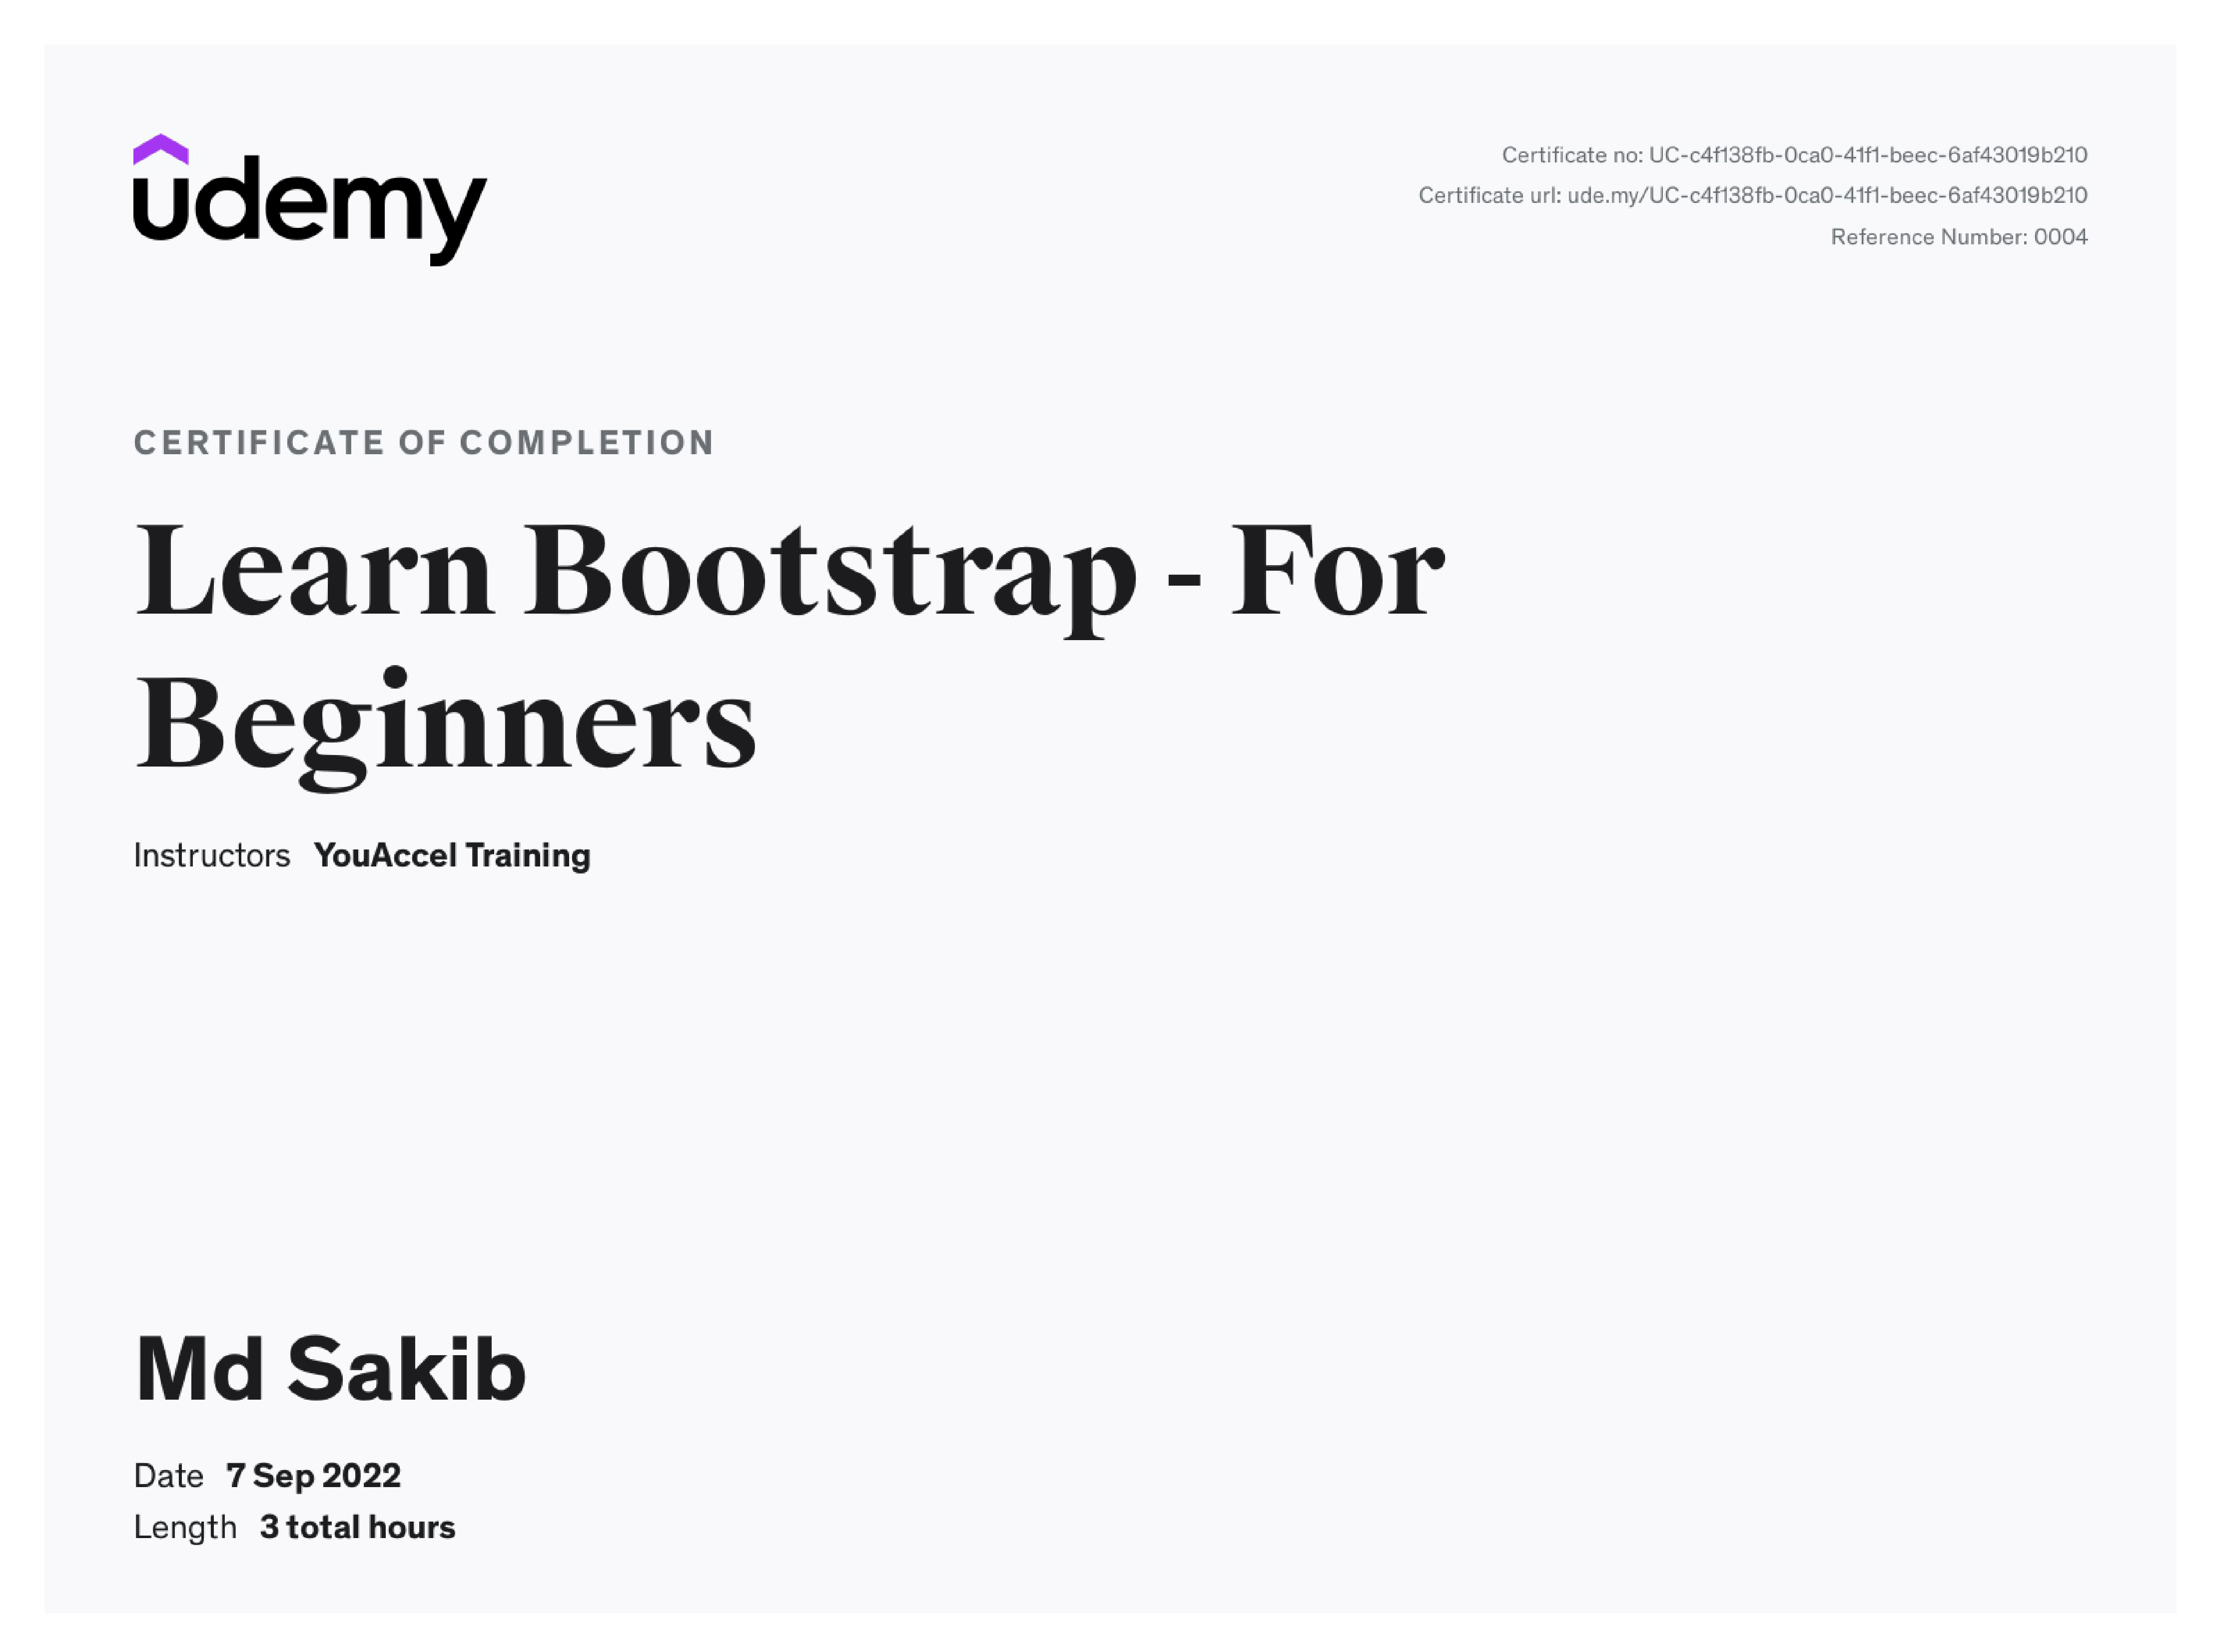 udemy
Certificate no: UC-c4f138fb-0ca0-41f1-beec-6af43019b210
Certificate url: ude.my/UC-c4f138fb-0ca0-41f1-beec-6af43019b210
Reference Number: 0004
CERTIFICATE OF COMPLETION
Learn Bootstrap - For
Beginners
Instructors YouAccel Training
Md Sakib
Date 7 Sep 2022
Length 3 total hours